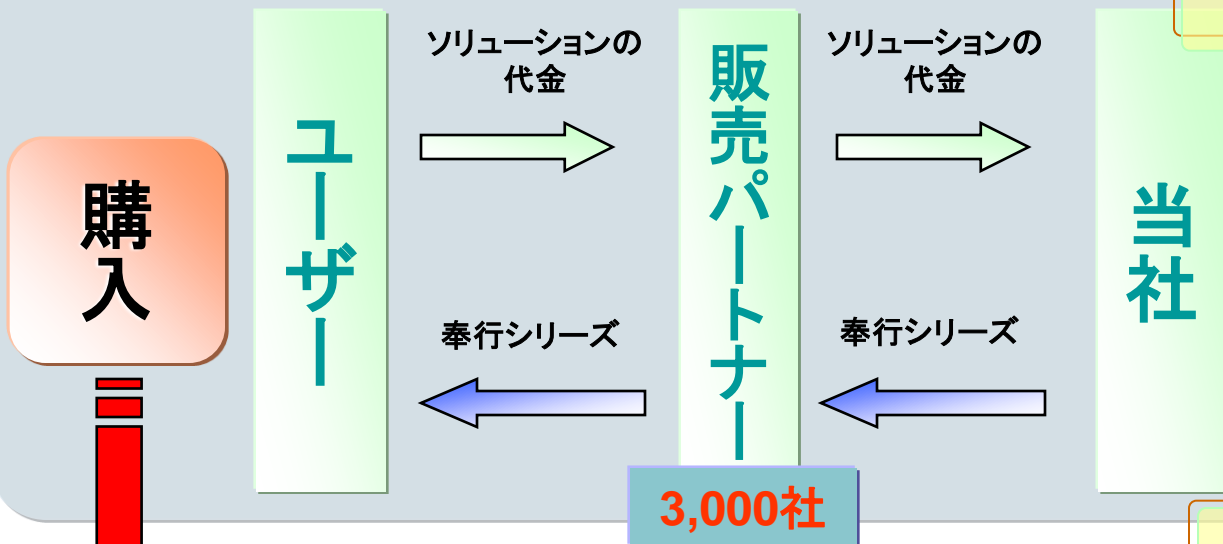 購入
ユーザー
ソリューションの
代金
奉行シリーズ
販売パートナー
3,000社
ソリューションの
代金
奉行シリーズ
当社